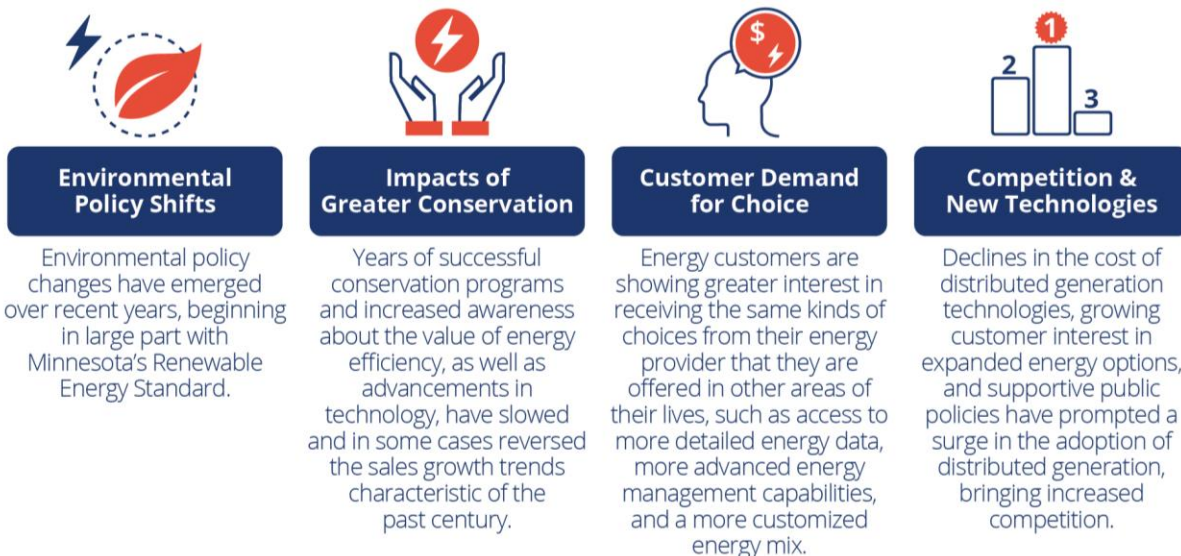 $
2
1
3
Environmental
Policy Shifts
Environmental policy
changes have emerged
over recent years, beginning
in large part with
Minnesota’s Renewable
Energy Standard.
Impacts of
Greater Conservation
Years of successful
conservation programs
and increased awareness
about the value of energy
efficiency, as well as
advancements in
technology, have slowed
and in some cases reversed
the sales growth trends
characteristic of the
past century.
Customer Demand
for Choice
Energy customers are
showing greater interest in
receiving the same kinds of
choices from their energy
provider that they are
offered in other areas of
their lives, such as access to
more detailed energy data,
more advanced energy
management capabilities,
and a more customized
energy mix.
Competition &
New Technologies
Declines in the cost of
distributed generation
technologies, growing
customer interest in
expanded energy options,
and supportive public
policies have prompted a
surge in the adoption of
distributed generation,
bringing increased
competition.